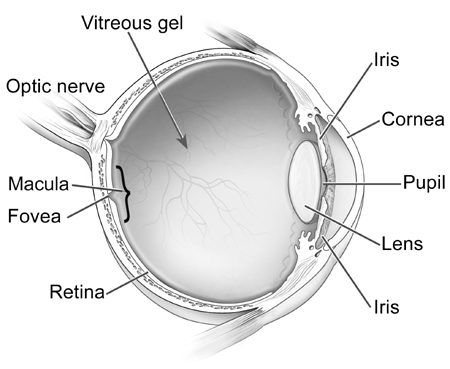 Vitreous gel
Iris
Optic nerve
Cornea
Macula
Pupil
Fovea
Lens
Retina
Iris